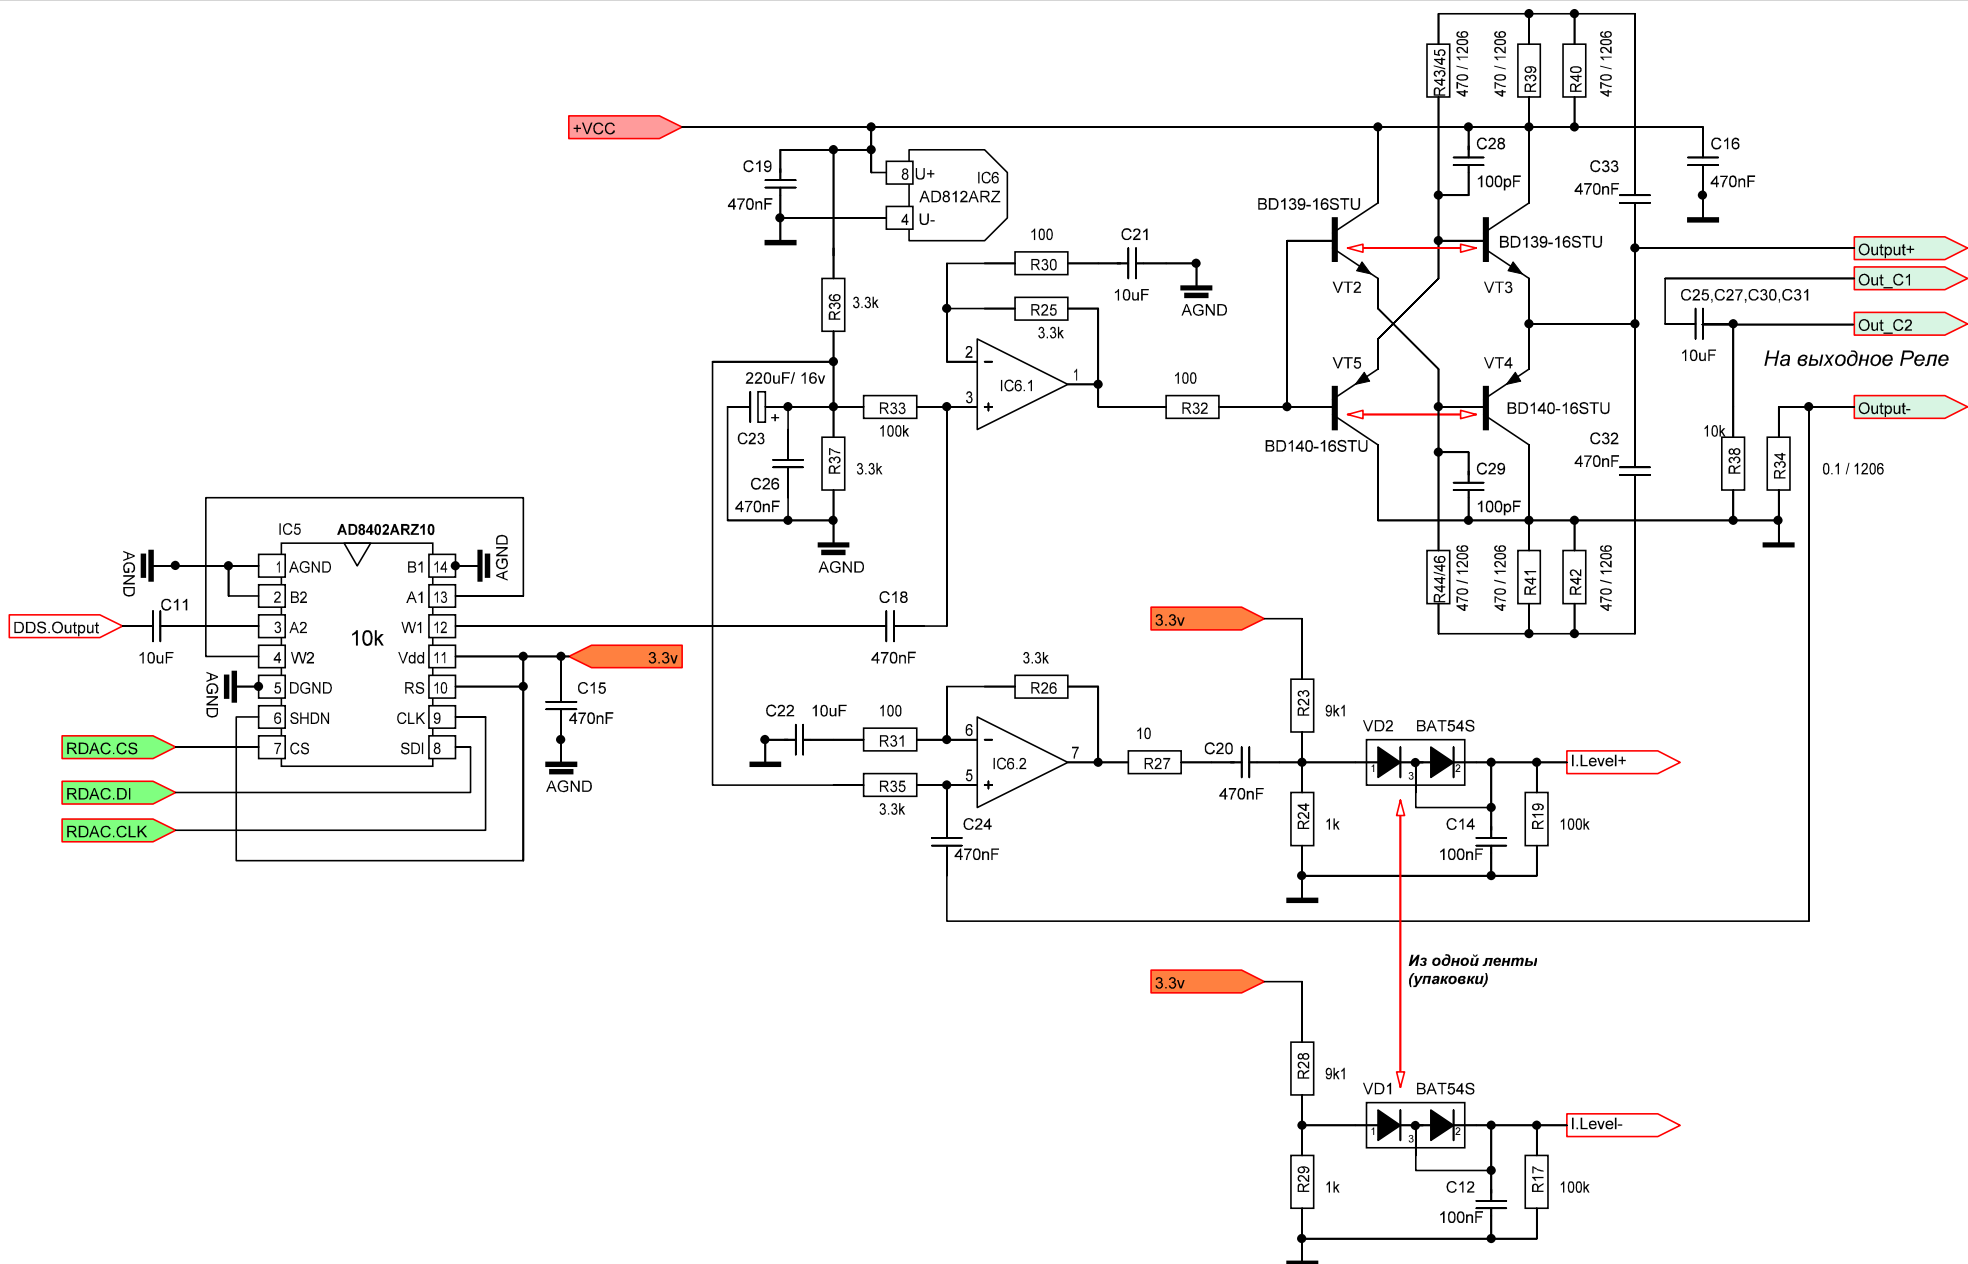 +VCC
C19
470nF
8
U+
IC6
AD812ARZ
4
U-
R36
3.3k
100
R30
C21
10uF
AGND
R25
3.3k
2
3
1
IC6.1
220uF/ 16v
+
C23
C26
470nF
R33
100k
R37
3.3k
AGND
100
R32
BD139-16STU
VT2
VT5
BD140-16STU
BD139-16STU
VT3
VT4
BD140-16STU
R43/45
470 / 1206
470 / 1206
R39
R40
470 / 1206
C28
100pF
C33
470nF
C16
470nF
C32
470nF
C29
100pF
R44/46
470 / 1206
470 / 1206
R41
R42
470 / 1206
Output+
Out_C1
C25,C27,C30,C31
Out_C2
10uF
На выходное Реле
Output-
10k
R38
R34
0.1 / 1206
IC5
AD8402ARZ10
10k
AGND
1
AGND
2
B2
3
A2
4
W2
5
DGND
6
SHDN
7
CS
B1
14
A1
13
W1
12
Vdd
11
RS
10
CLK
9
SDI
8
AGND
AGND
DDS.Output
C11
10uF
3.3v
C15
470nF
AGND
RDAC.CS
RDAC.DI
RDAC.CLK
C18
470nF
C22
10uF
100
R31
3.3k
R26
6
5
7
IC6.2
R35
3.3k
C24
470nF
10
R27
C20
470nF
3.3v
R23
9k1
R24
1k
VD2
BAT54S
1
3
2
I.Level+
C14
100nF
R19
100k
Из одной ленты
(упаковки)
3.3v
R28
9k1
R29
1k
VD1
BAT54S
1
3
2
I.Level-
C12
100nF
R17
100k